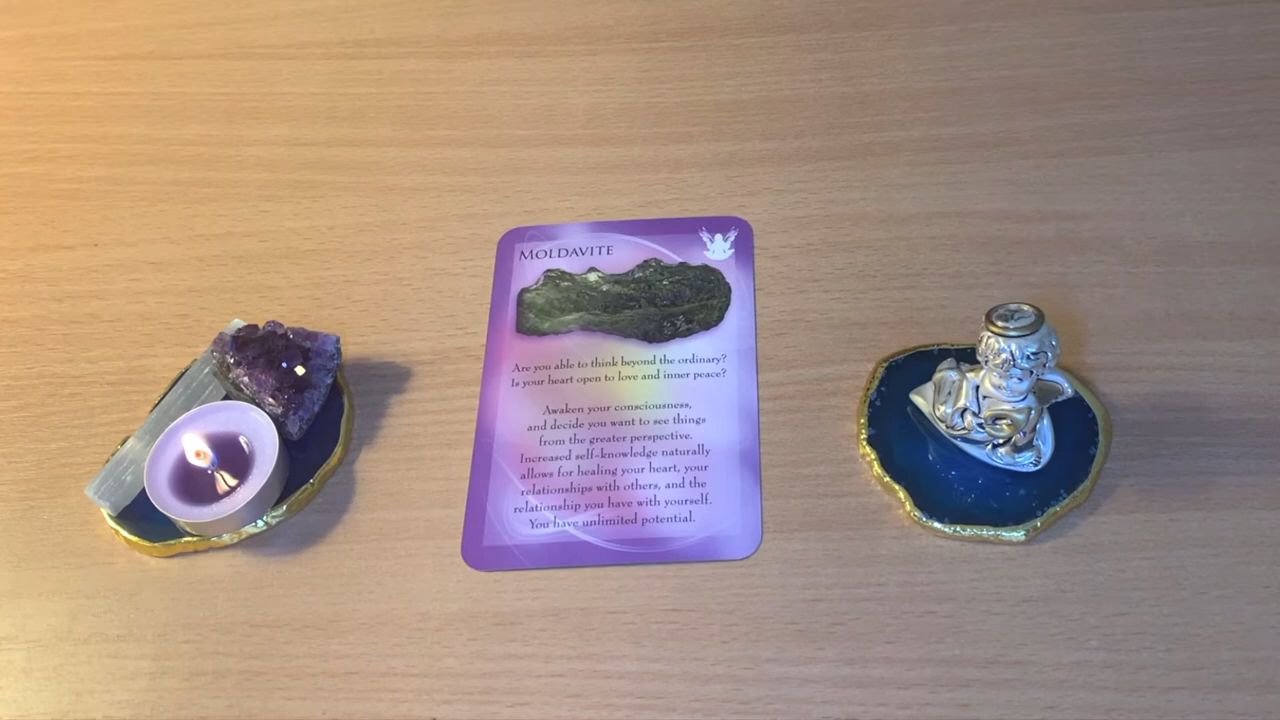 MOLDAVITE
Are you able to think beyond the ordinary?
Is your heart open to love and inner peace?
Awaken your consciousness,
and decide you want to see things
from the greater perspective.
Increased self-knowledge naturally
allows for healing your heart, your
relationships with others, and the
relationship you have with yourself.
You have unlimited potential.